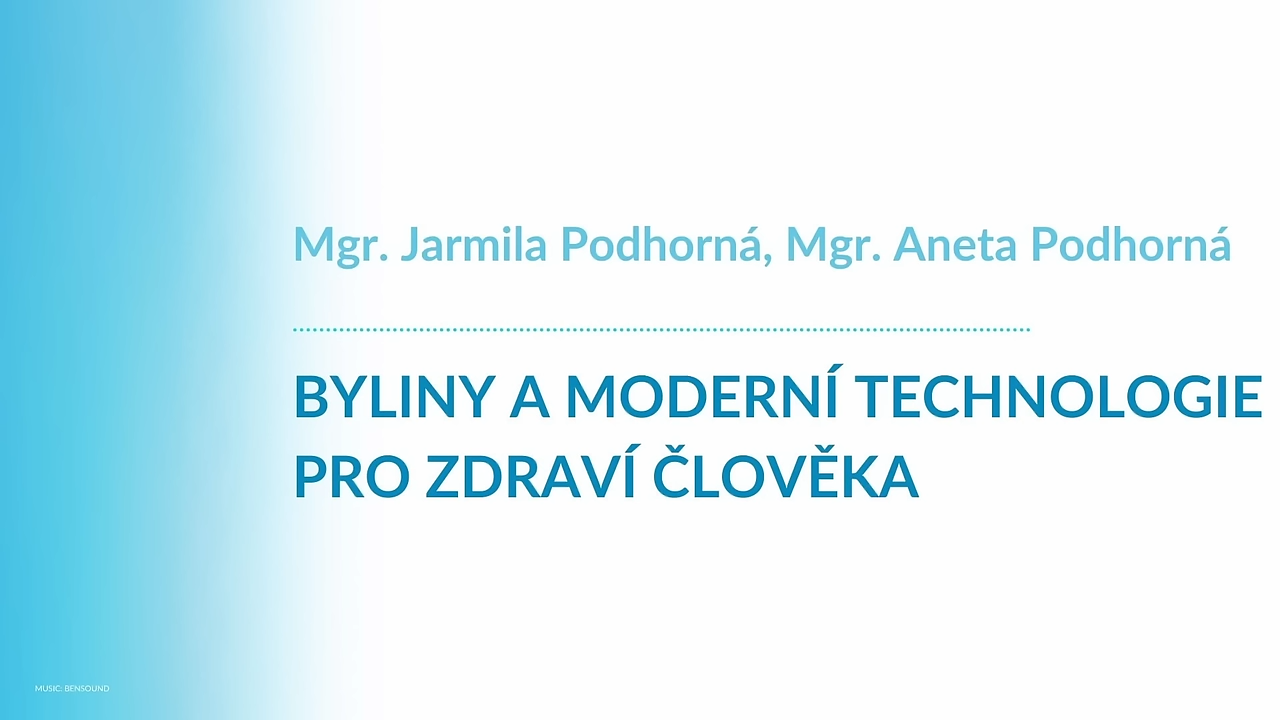 Mgr. Jarmila Podhorná, Mgr. Aneta Podhorná
BYLINY A MODERNÍ TECHNOLOGIE
PRO ZDRAVÍ ČLOVĚKA
MUSIC: BENSOUND